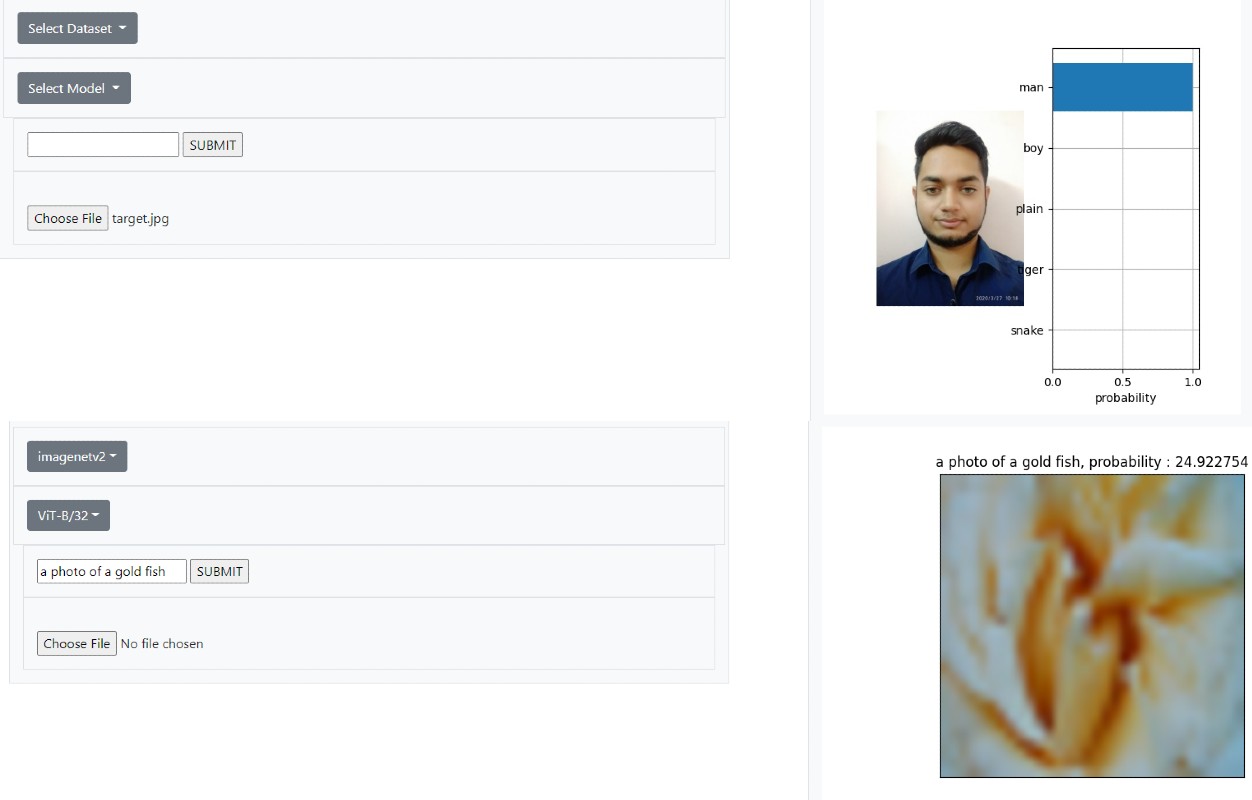 Select Dataset
Select Model
SUBMIT
Choose File target.jpg
man
boy
plain
tiger
snake
2020/3/27 10:14
0.0 0.5 1.0
probability
imagenetv2
ViT-B/32
a photo of a gold fish SUBMIT
Choose File No file chosen
a photo of a gold fish, probability : 24.922754